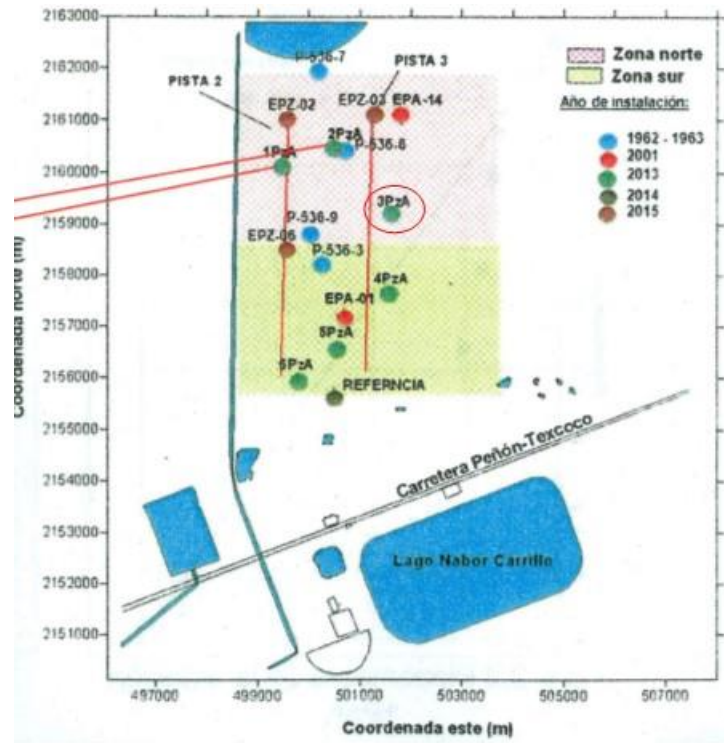 2163000
2162000
2161000
2160000
2159000
2158000
2157000
2156000
2155000
2154000
2153000
2152000
2151000
Coordenada norte (m)
P-536-7
PISTA 2
PISTA 3
EPZ-02
EPZ-03
EPA-14
2PzA
1PzA
P-536-8
3PzA
P-536-9
EPZ-06
P-536-3
4PzA
EPA-01
5PzA
6PzA
REFERNCIA
Zona norte
Zona sur
Año de instalación:
1962 - 1963
2001
2013
2014
2015
Carretera Peñón-Texcoco
Lago Nabor Carrillo
497000
499000
501000
503000
505000
507000
Coordenada este (m)